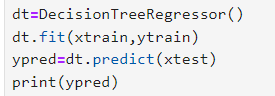 dt=DecisionTreeRegressor()
dt.fit(xtrain,ytrain)
ypred=dt.predict(xtest)
print(ypred)